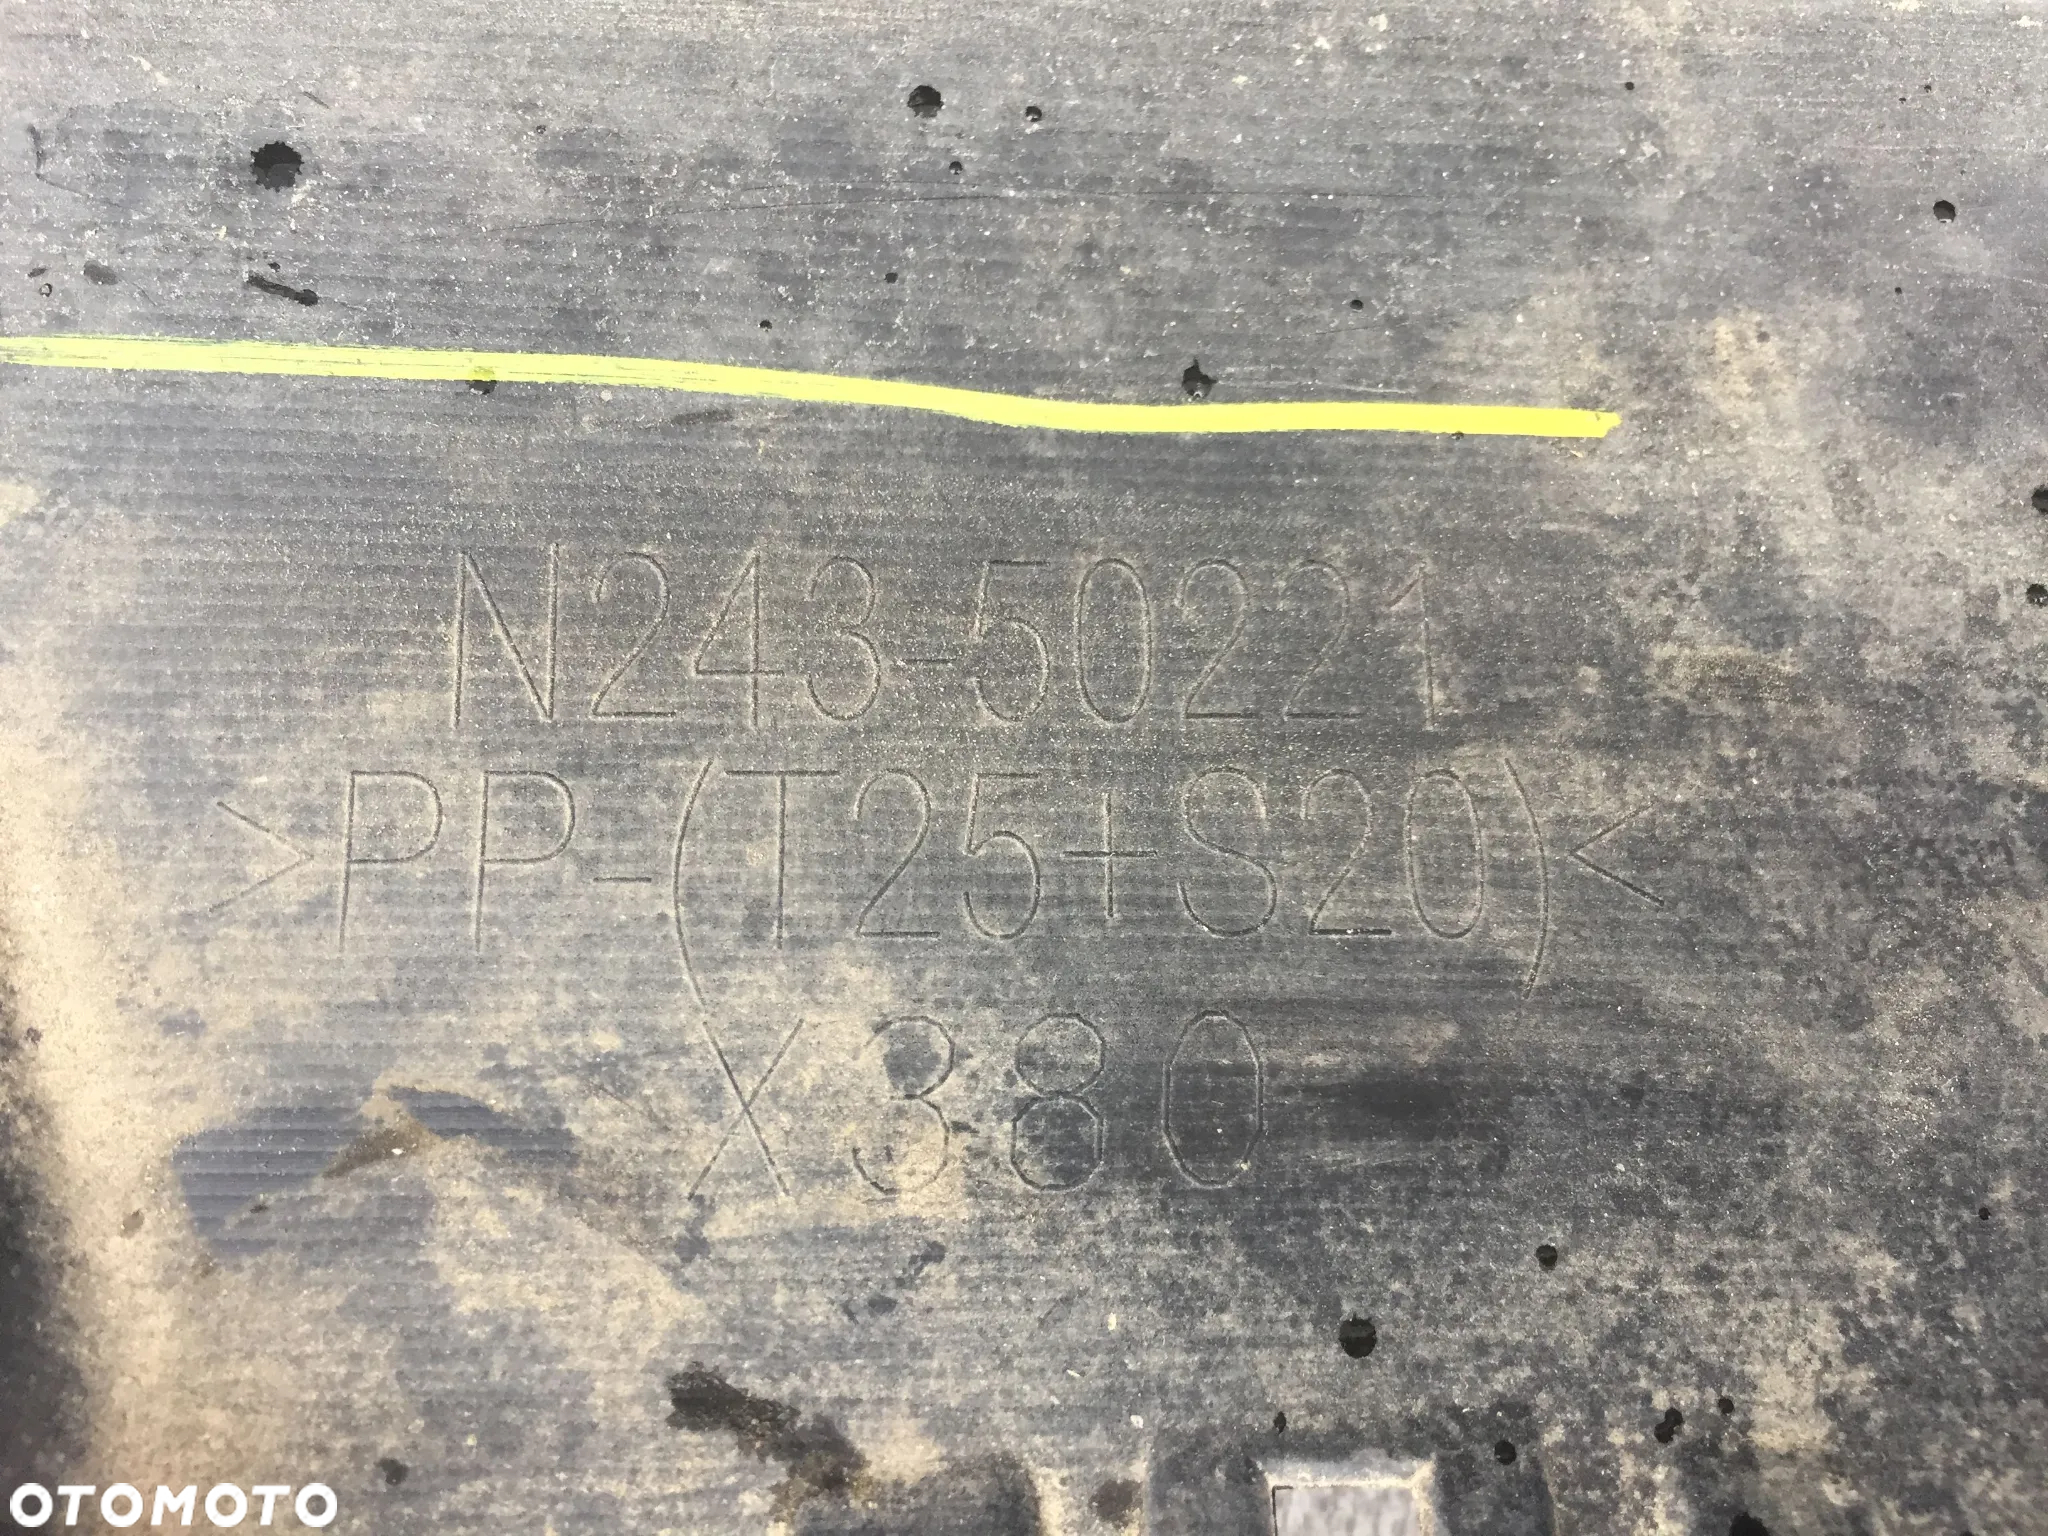 N243-50221
>PP-(T25+S20)<
X380
OTOMOTO